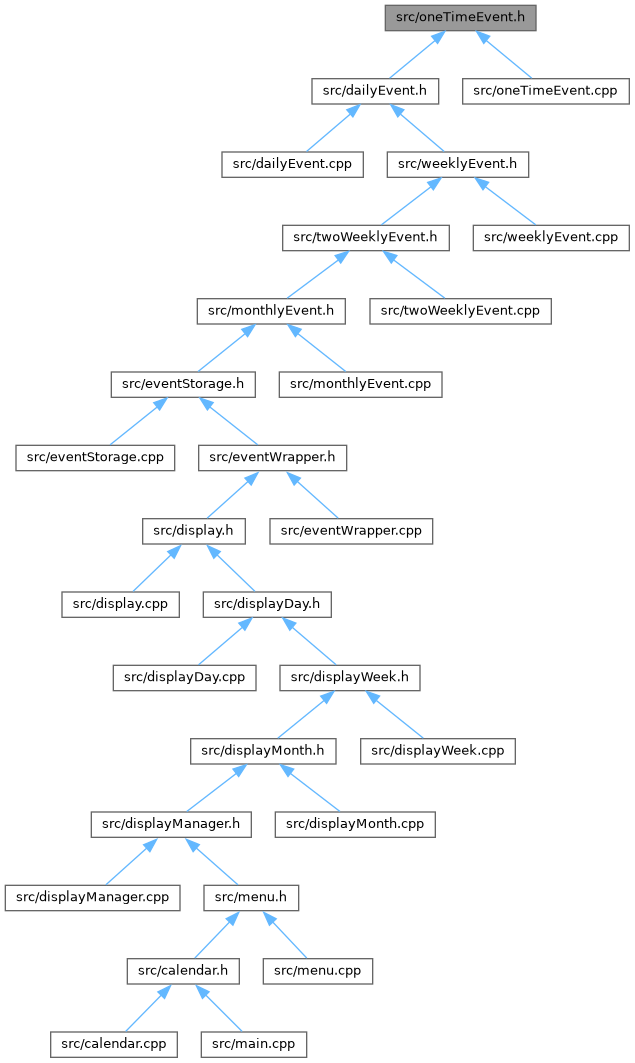 src/oneTimeEvent.h
src/dailyEvent.h
src/oneTimeEvent.cpp
src/dailyEvent.cpp
src/weeklyEvent.h
src/twoWeeklyEvent.h
src/weeklyEvent.cpp
src/monthlyEvent.h
src/twoWeeklyEvent.cpp
src/eventStorage.h
src/monthlyEvent.cpp
src/eventStorage.cpp
src/eventWrapper.h
src/display.h
src/eventWrapper.cpp
src/display.cpp
src/displayDay.h
src/displayDay.cpp
src/displayWeek.h
src/displayMonth.h
src/displayWeek.cpp
src/displayManager.h
src/displayMonth.cpp
src/displayManager.cpp
src/menu.h
src/calendar.h
src/menu.cpp
src/calendar.cpp
src/main.cpp